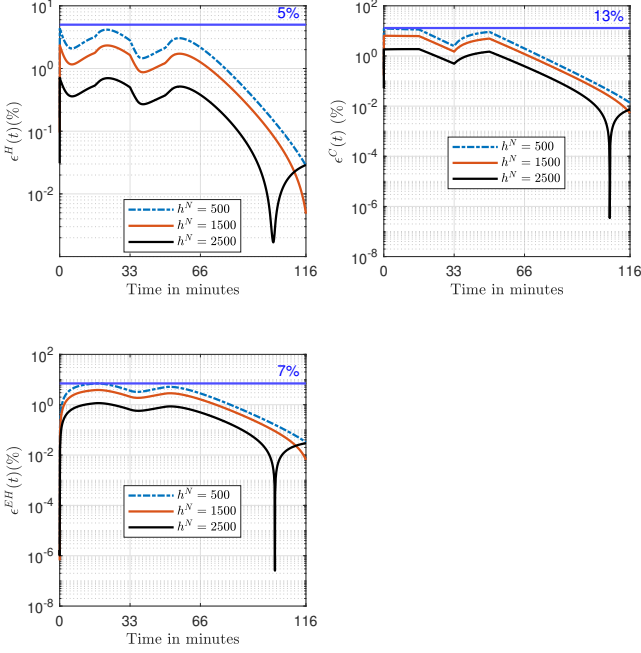 5%
10^1
10^0
10^-1
10^-2
ϵ^H(t)(%)
h^N = 500
h^N = 1500
h^N = 2500
0 33 66 116
Time in minutes
13%
10^2
10^0
10^-2
10^-4
10^-6
10^-8
ϵ^C(t) (%)
h^N = 500
h^N = 1500
h^N = 2500
0 33 66 116
Time in minutes
7%
10^2
10^0
10^-2
10^-4
10^-6
10^-8
ϵ^EH(t)(%)
h^N = 500
h^N = 1500
h^N = 2500
0 33 66 116
Time in minutes